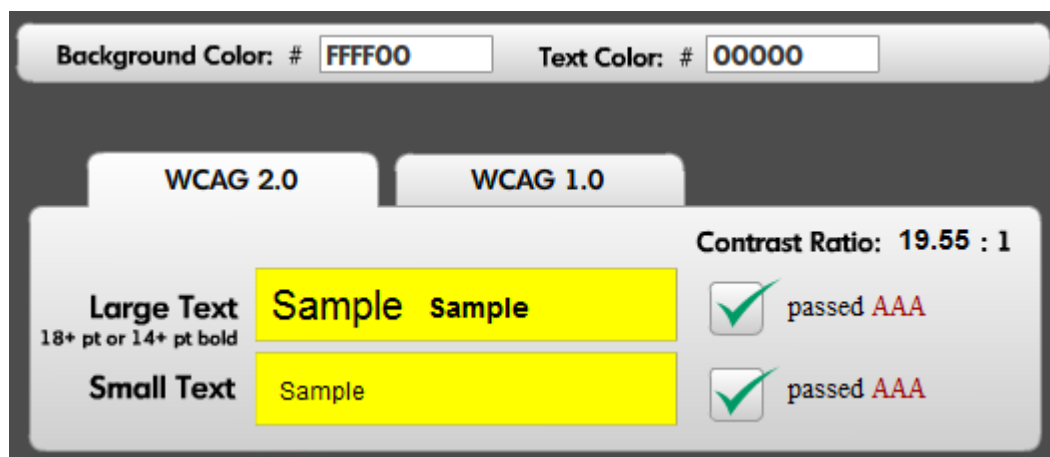 Background Color: # FFFF00 Text Color: # 00000
WCAG 2.0 WCAG 1.0
Contrast Ratio: 19.55 : 1
Large Text Sample Sample passed AAA
18+ pt or 14+ pt bold
Small Text Sample passed AAA